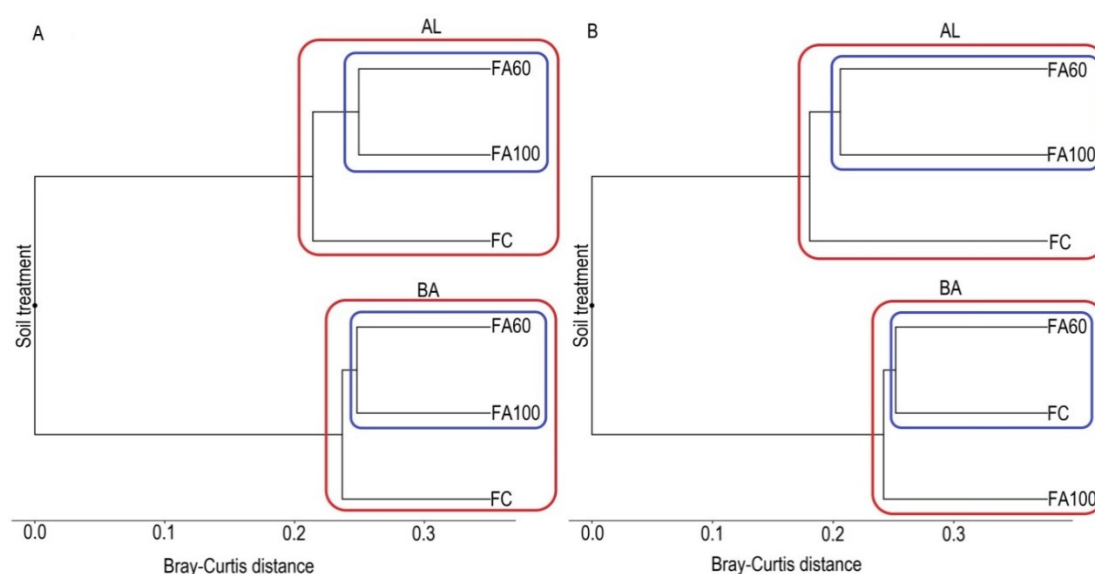 A
AL
FA60
FA100
FC
BA
FA60
FA100
FC
Soil treatment
0.0 0.1 0.2 0.3
Bray-Curtis distance
B
AL
FA60
FA100
FC
BA
FA60
FC
FA100
Soil treatment
0.0 0.1 0.2 0.3
Bray-Curtis distance